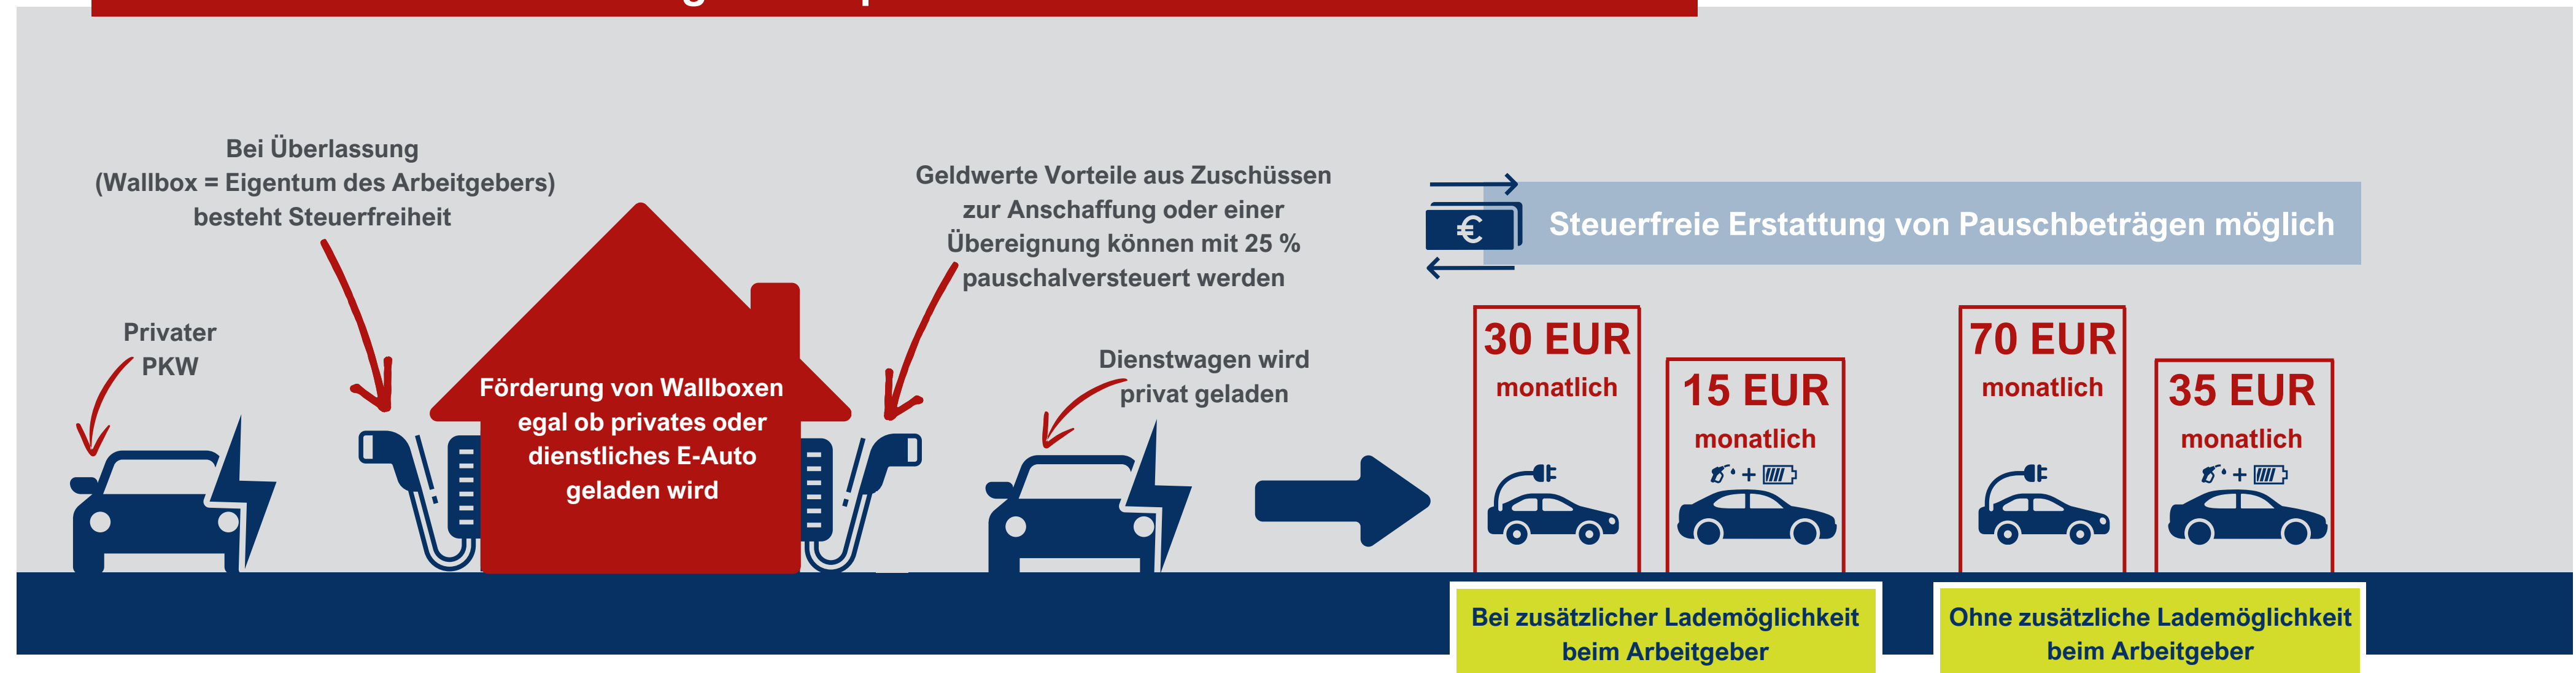 Bei Überlassung
(Wallbox = Eigentum des Arbeitgebers)
besteht Steuerfreiheit
Privater
PKW
Förderung von Wallboxen
egal ob privates oder
dienstliches E-Auto
geladen wird
Geldwerte Vorteile aus Zuschüssen
zur Anschaffung oder einer
Übereignung können mit 25 %
pauschalversteuert werden
Dienstwagen wird
privat geladen
€
Steuerfreie Erstattung von Pauschbeträgen möglich
30 EUR
monatlich
15 EUR
monatlich
+
70 EUR
monatlich
35 EUR
monatlich
+
Bei zusätzlicher Lademöglichkeit
beim Arbeitgeber
Ohne zusätzliche Lademöglichkeit
beim Arbeitgeber